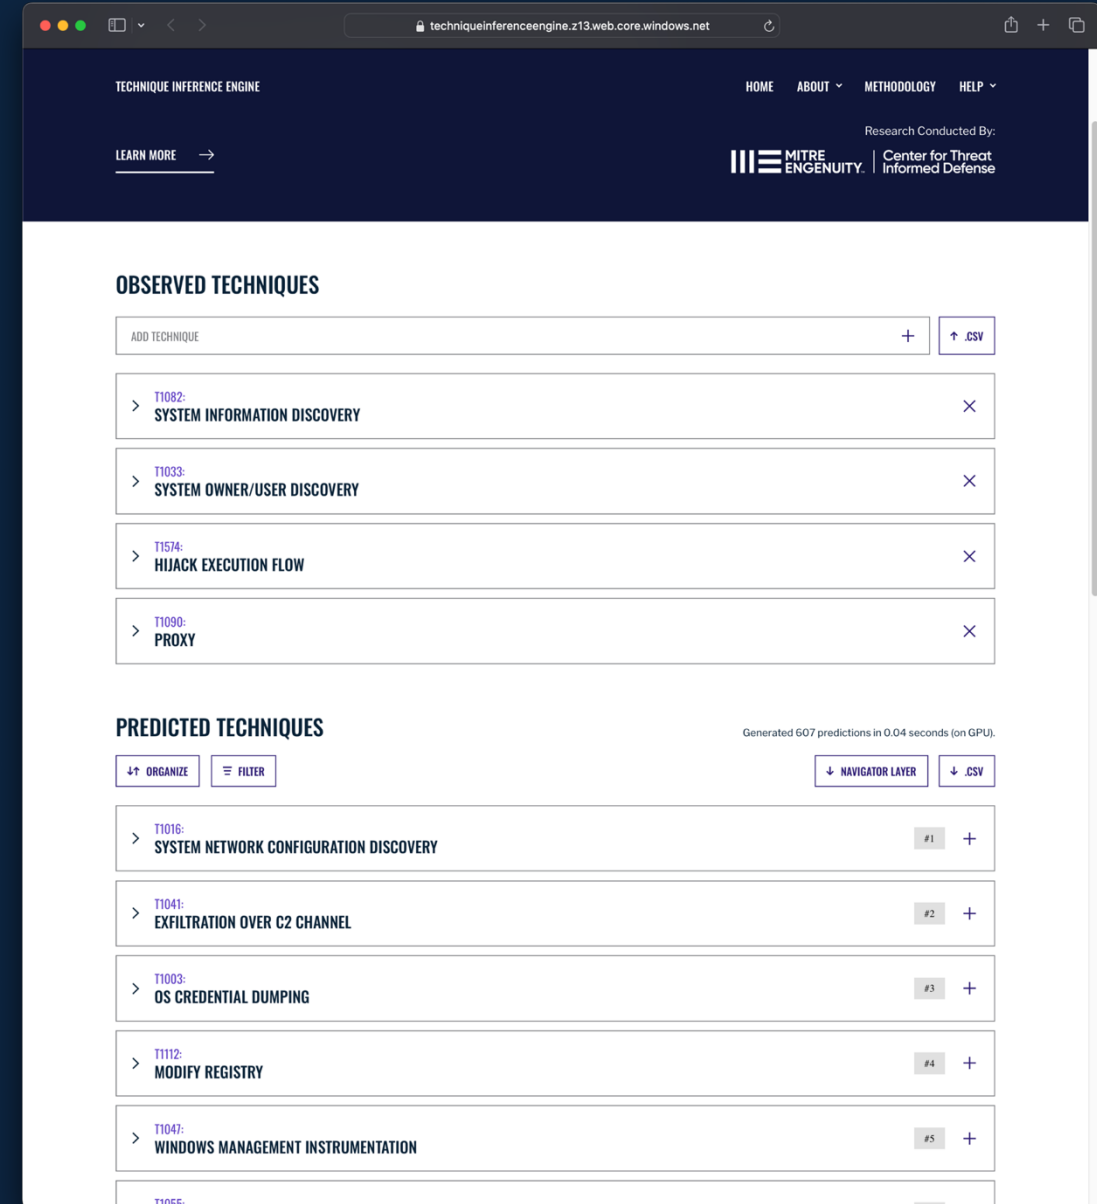 techniqueinferenceengine.z13.web.core.windows.net
TECHNIQUE INFERENCE ENGINE
HOME ABOUT METHODOLOGY HELP
Research Conducted By:
LEARN MORE
MITRE ENGENUITY. Center for Threat Informed Defense
OBSERVED TECHNIQUES
ADD TECHNIQUE
.CSV
T1082:
SYSTEM INFORMATION DISCOVERY
T1033:
SYSTEM OWNER/USER DISCOVERY
T1574:
HIJACK EXECUTION FLOW
T1090:
PROXY
PREDICTED TECHNIQUES
Generated 607 predictions in 0.04 seconds (on GPU).
ORGANIZE FILTER NAVIGATOR LAYER .CSV
T1016:
SYSTEM NETWORK CONFIGURATION DISCOVERY
#1
T1041:
EXFILTRATION OVER C2 CHANNEL
#2
T1003:
OS CREDENTIAL DUMPING
#3
T1112:
MODIFY REGISTRY
#4
T1047:
WINDOWS MANAGEMENT INSTRUMENTATION
#5
T1055: